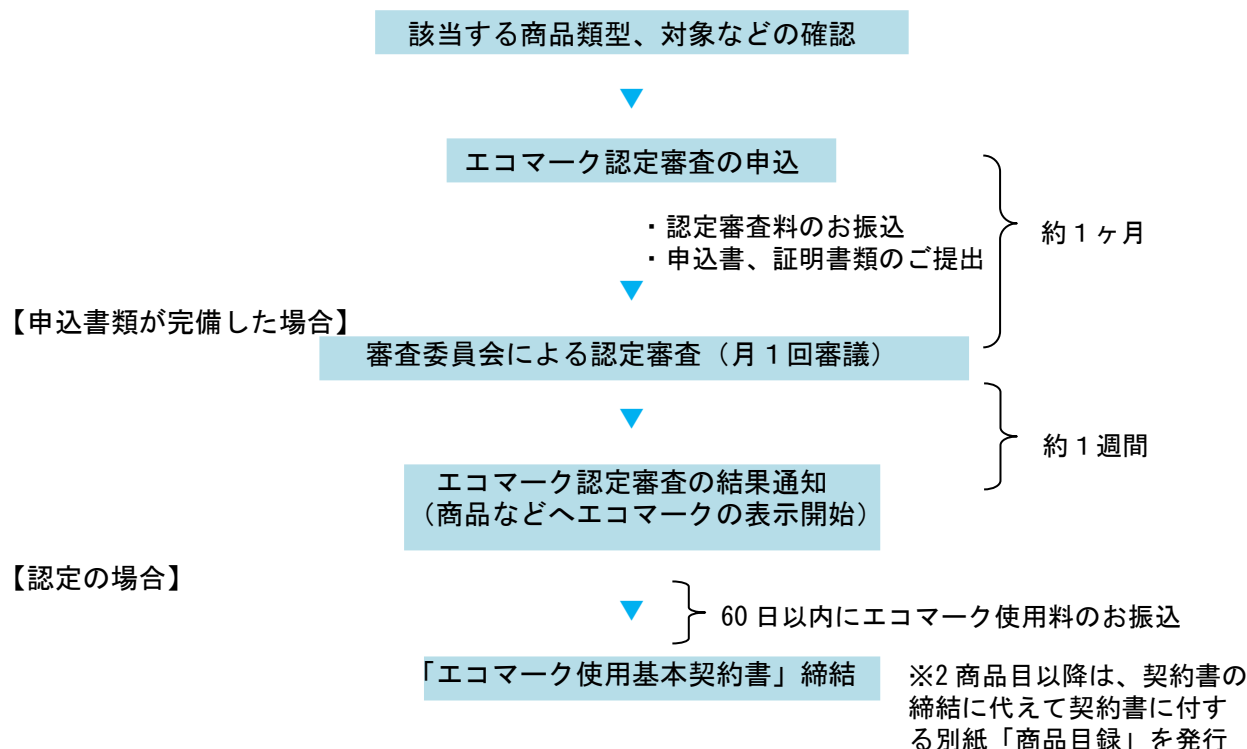 該当する商品類型、対象などの確認
エコマーク認定審査の申込
・認定審査料のお振込
・申込書、証明書類のご提出
約1ヶ月
【申込書類が完備した場合】
審査委員会による認定審査（月1回審議）
約1週間
エコマーク認定審査の結果通知
（商品などへエコマークの表示開始）
【認定の場合】
60日以内にエコマーク使用料のお振込
「エコマーク使用基本契約書」締結
※2商品目以降は、契約書の
締結に代えて契約書に付す
る別紙「商品目録」を発行